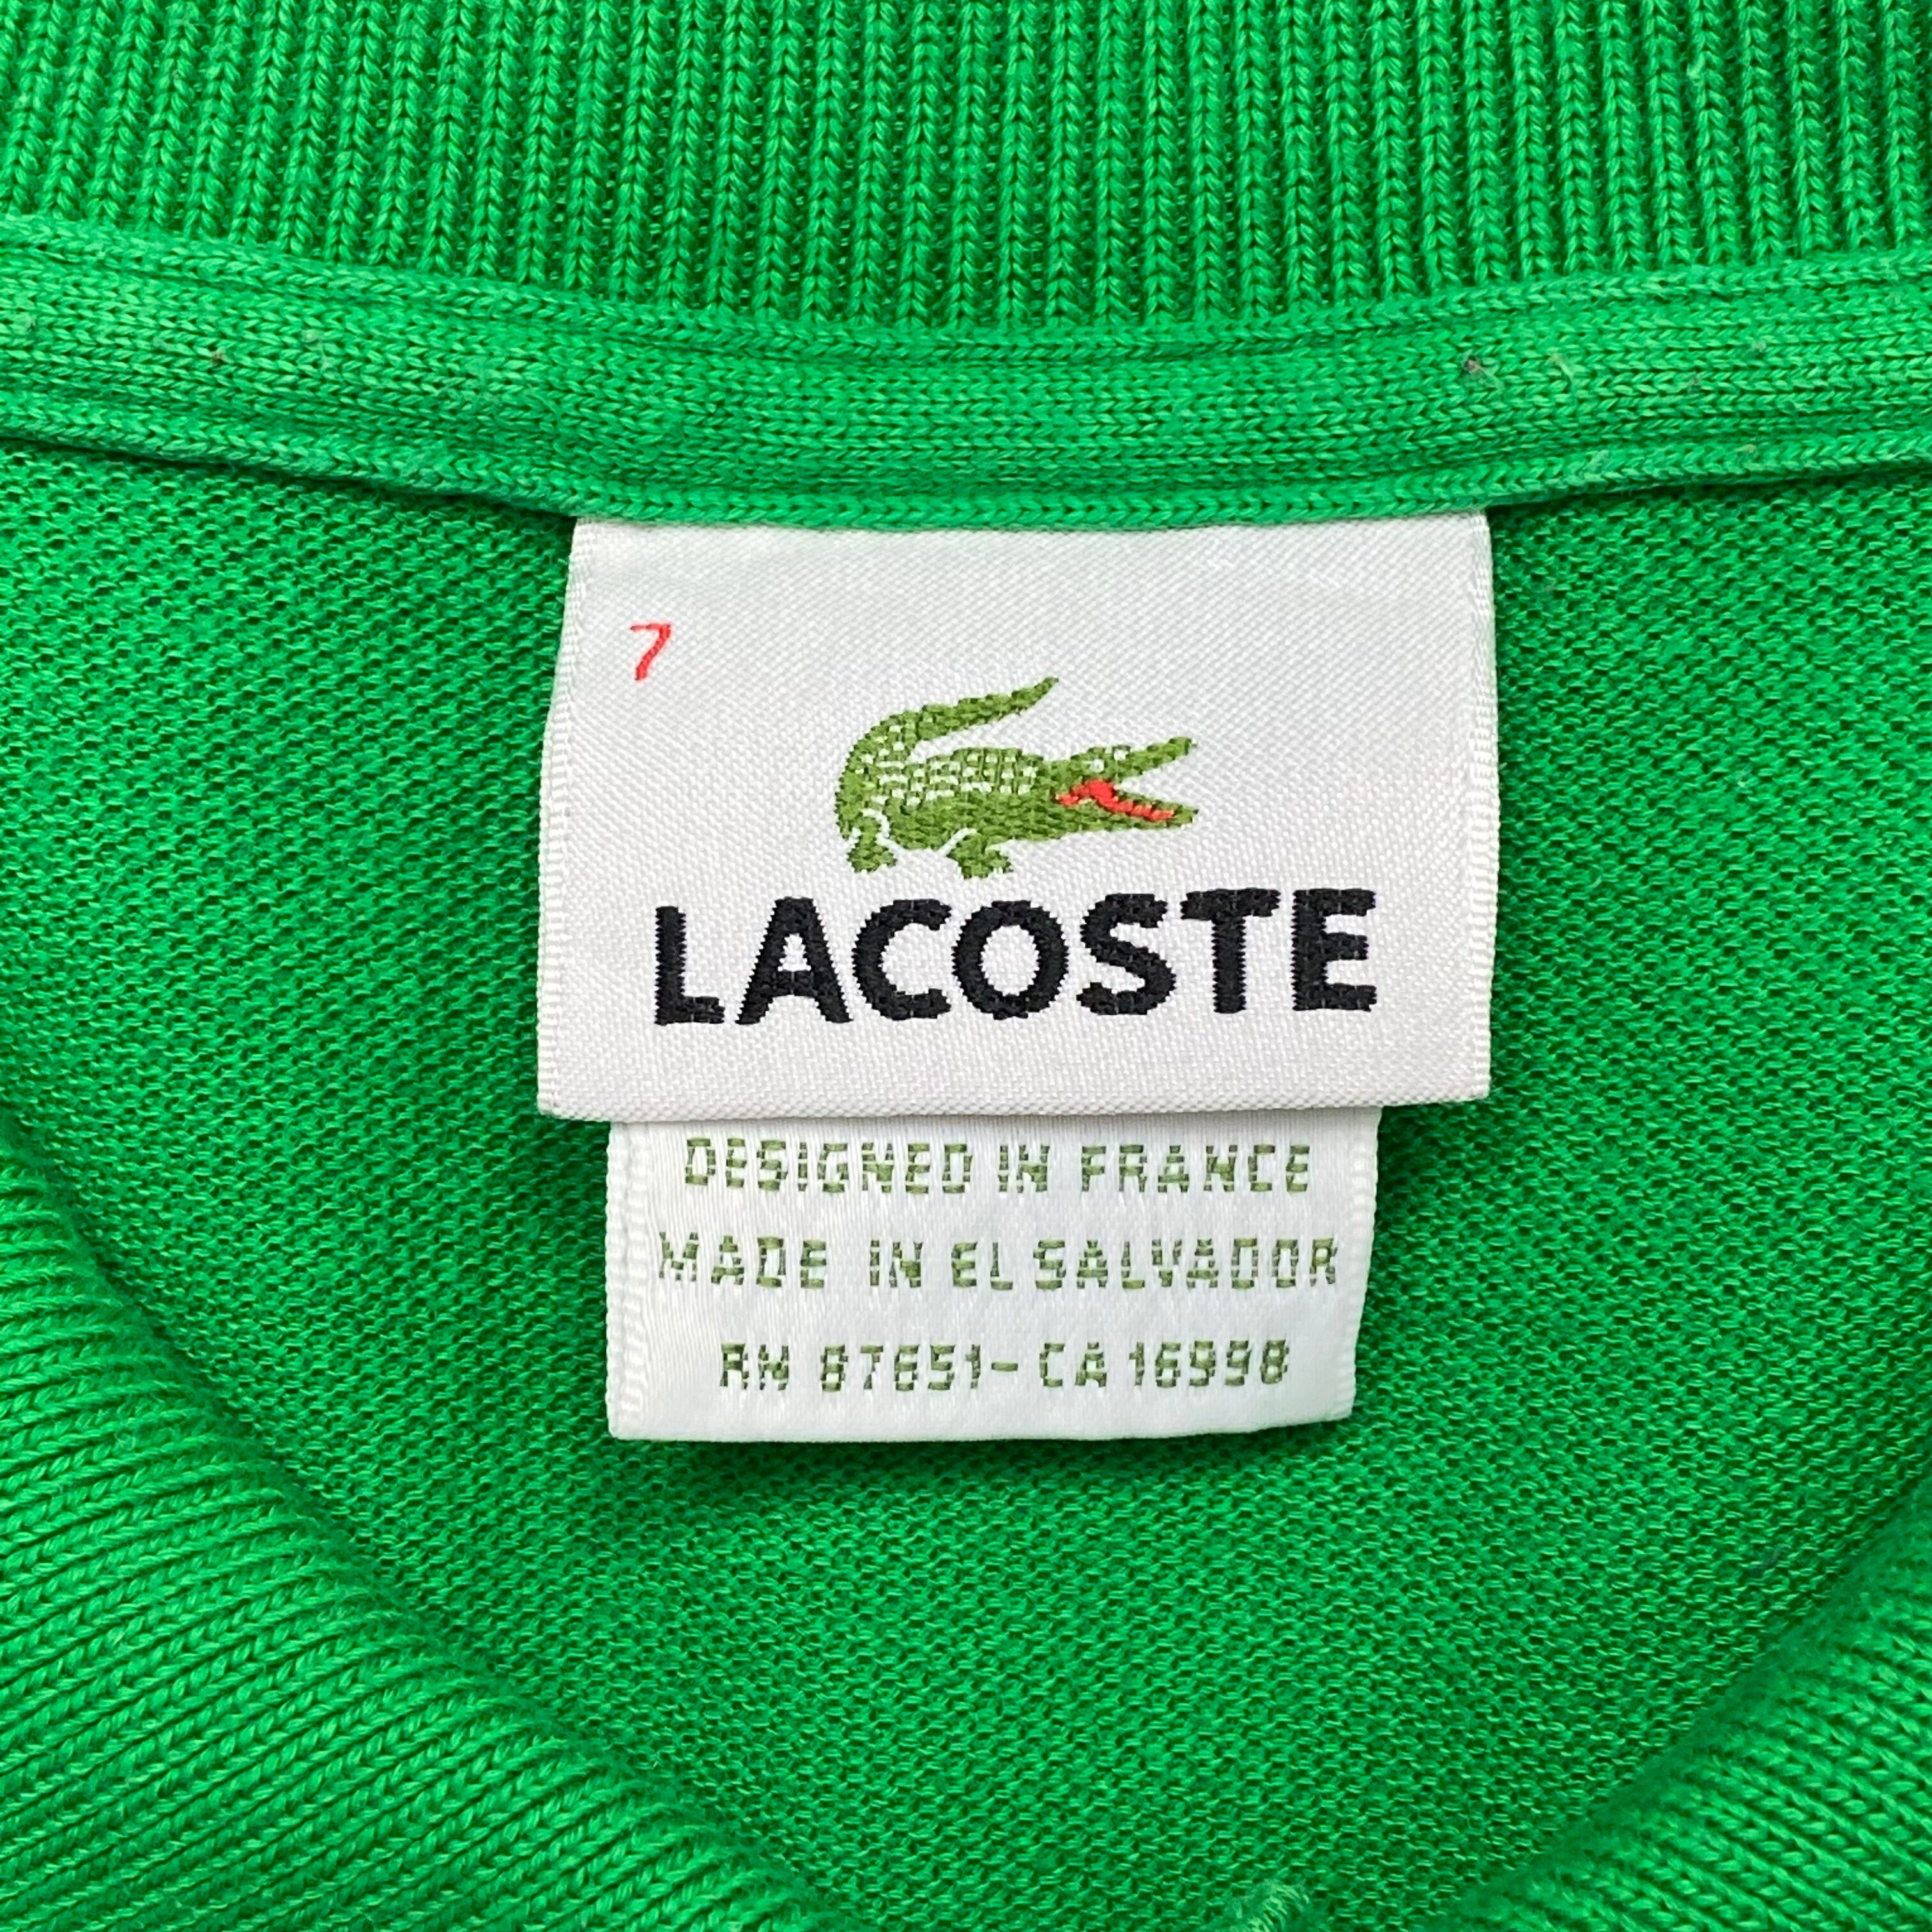 7
LACOSTE
DESIGNED IN FRANCE
MADE IN EL SALVADOR
RN 87651-CA 16998